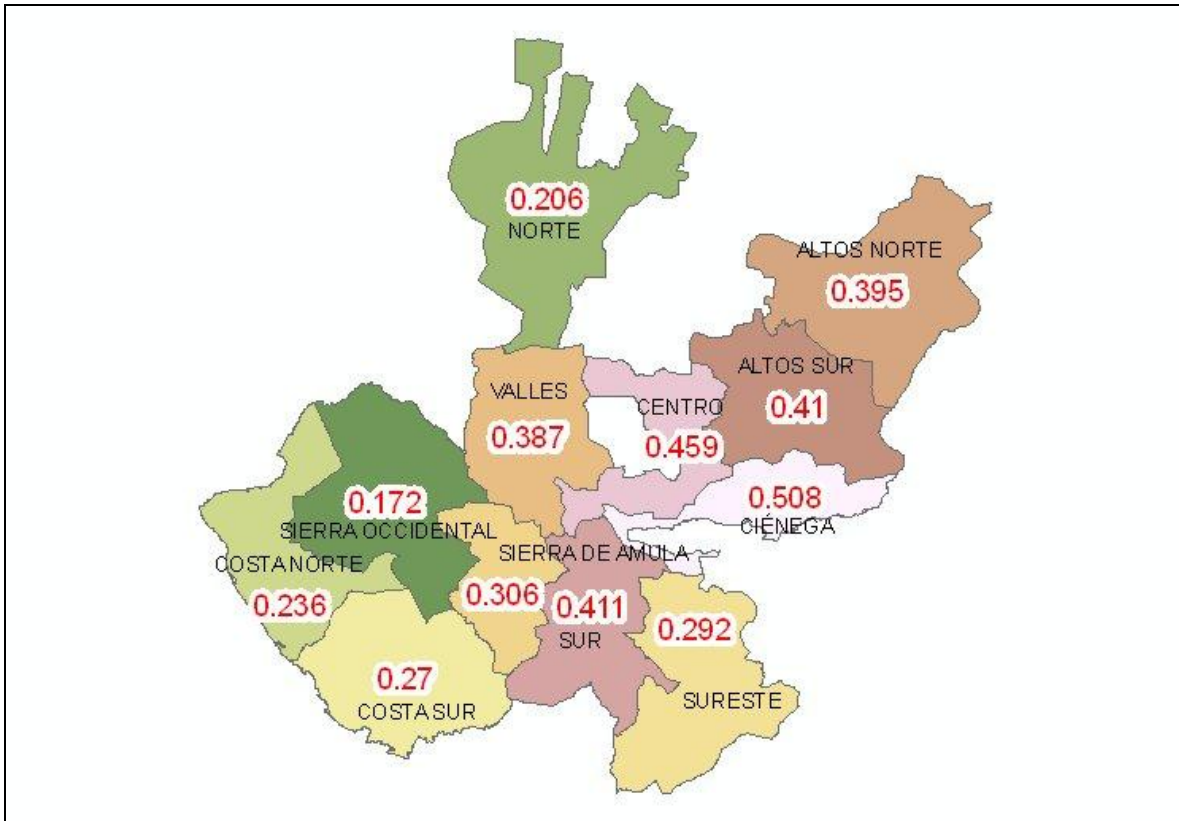 0.206
NORTE
ALTOS NORTE
0.395
VALLES
0.387
CENTRO
0.459
ALTOS SUR
0.41
0.172
SIERRA OCCIDENTAL
COSTA NORTE
0.236
0.508
CIÉNEGA
SIERRA DE AMULA
0.306
0.411
SUR
0.292
SURESTE
0.27
COSTA SUR